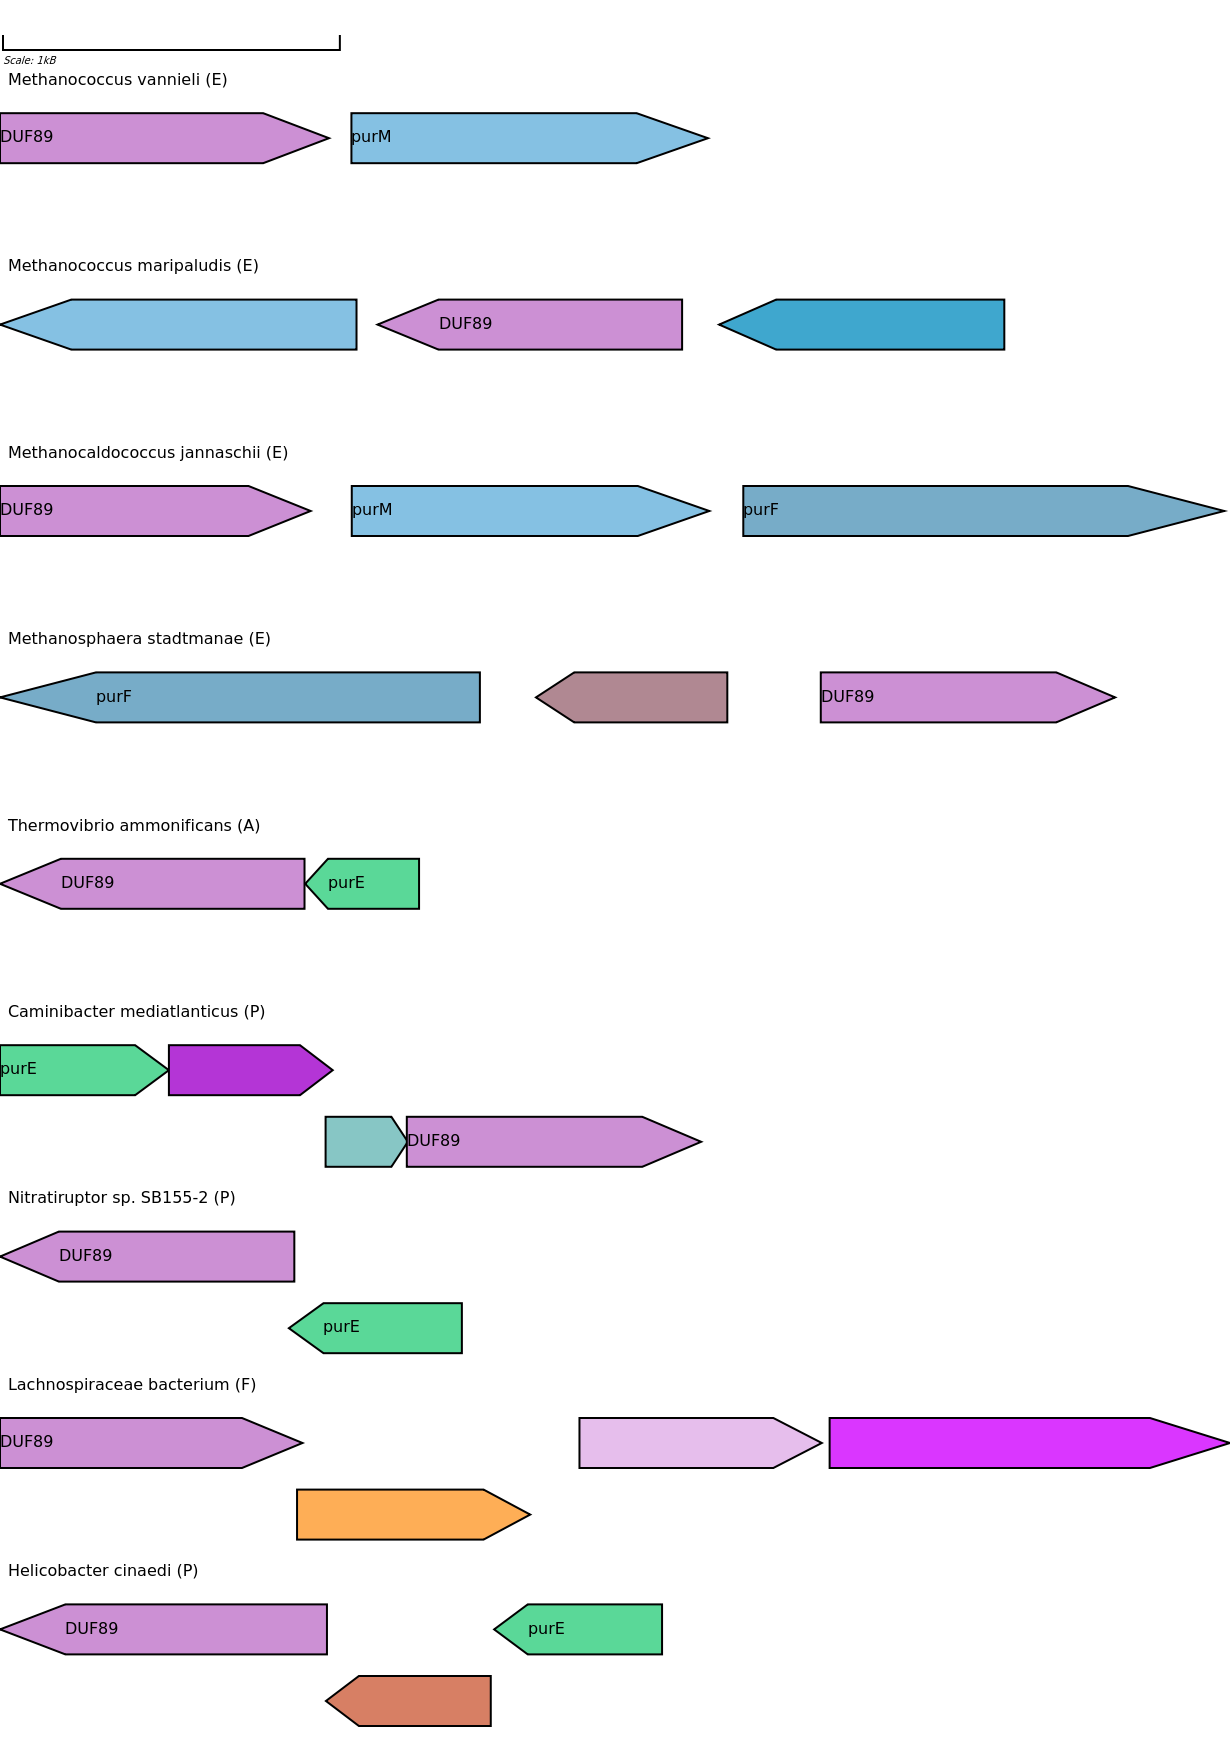 Scale: 1kB
Methanococcus vannieli (E)
DUF89 purM
Methanococcus maripaludis (E)
DUF89
Methanocaldococcus jannaschii (E)
DUF89 purM purF
Methanosphaera stadtmanae (E)
purF DUF89
Thermovibrio ammonificans (A)
DUF89 purE
Caminibacter mediatlanticus (P)
purE
DUF89
Nitratiruptor sp. SB155-2 (P)
DUF89
purE
Lachnospiraceae bacterium (F)
DUF89
Helicobacter cinaedi (P)
DUF89 purE